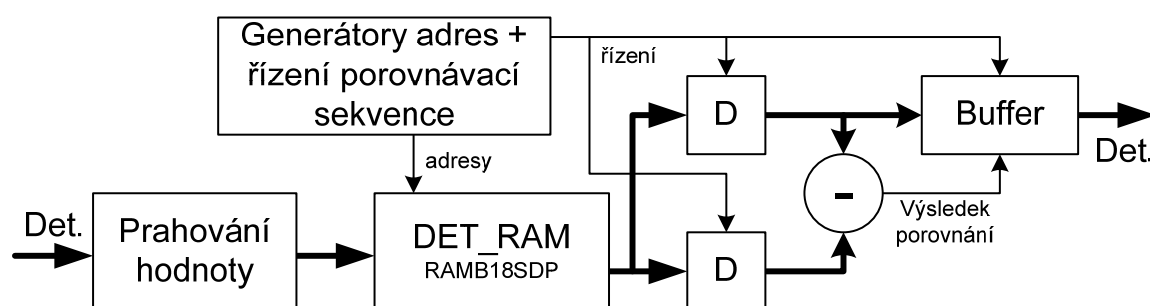 Generátory adres +
řízení porovnávací
sekvence
řízení
adresy
D
Buffer
Det.
Det.
Prahování
hodnoty
DET_RAM
RAMB18SDP
-
Výsledek
porovnání
D